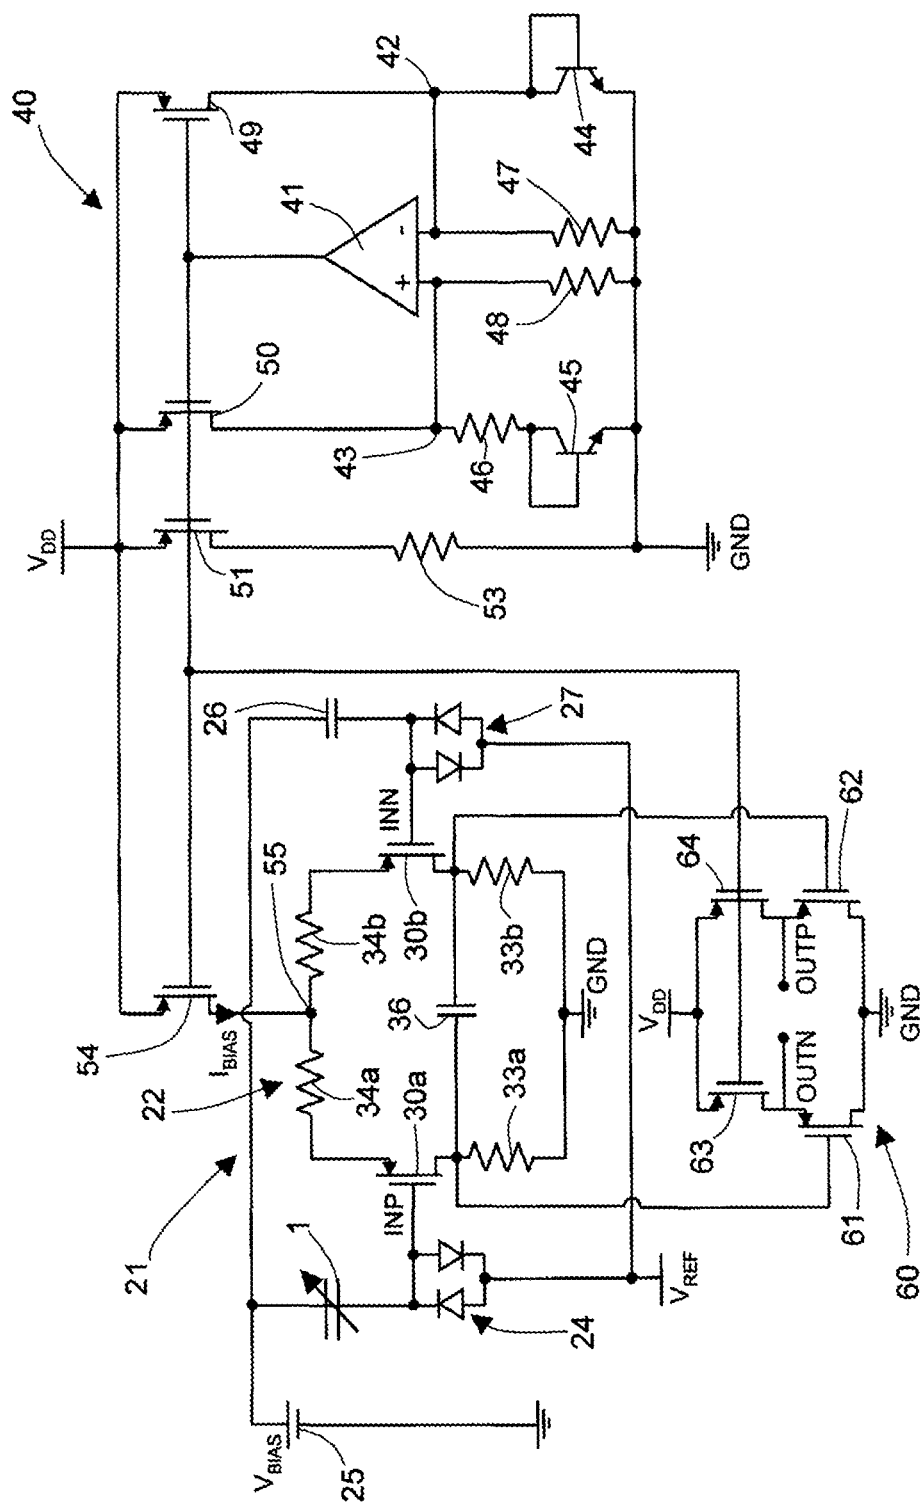 40
V_DD
49
42
41
-
+
47
44
50
43
48
45
46
51
53
GND
54
I_BIAS
22
55
26
27
21
34a
34b
INN
30b
30a
INP
36
33b
33a
GND
1
24
V_BIAS
25
V_REF
64
62
V_DD
OUTP
OUTN
63
61
GND
60